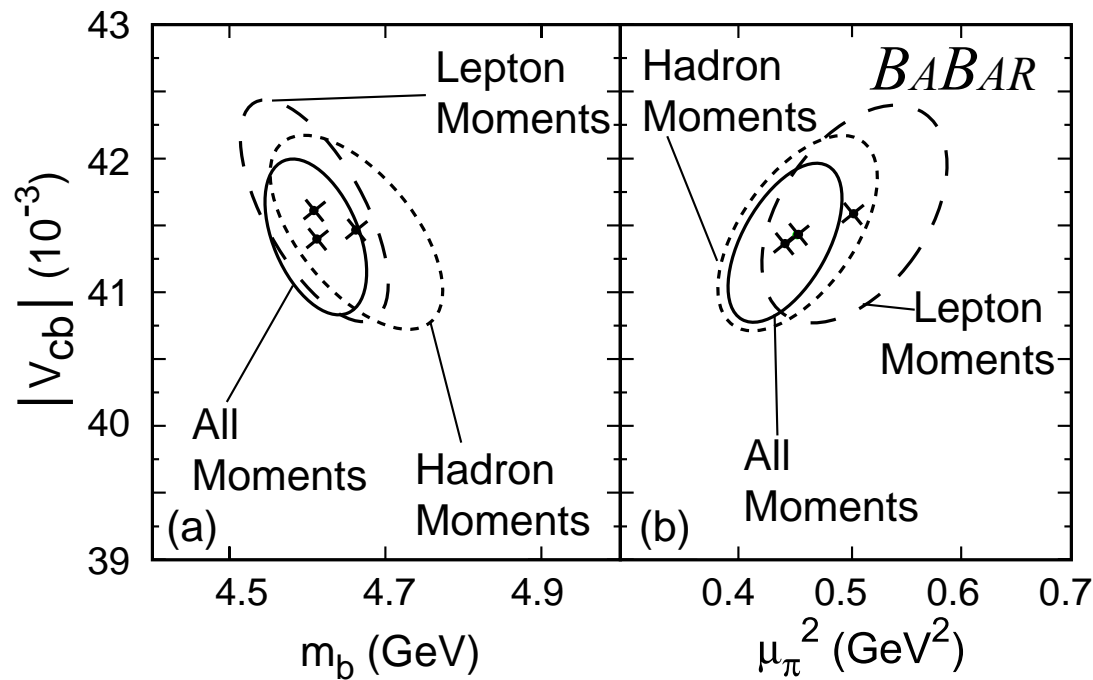 43
42
41
40
39
|Vcb| (10⁻³)
Lepton
Moments
All
Moments
Hadron
Moments
(a)
4.5 4.7 4.9
m_b (GeV)
Hadron
Moments
BABAR
Lepton
Moments
All
Moments
(b)
0.4 0.5 0.6 0.7
μ_π² (GeV²)